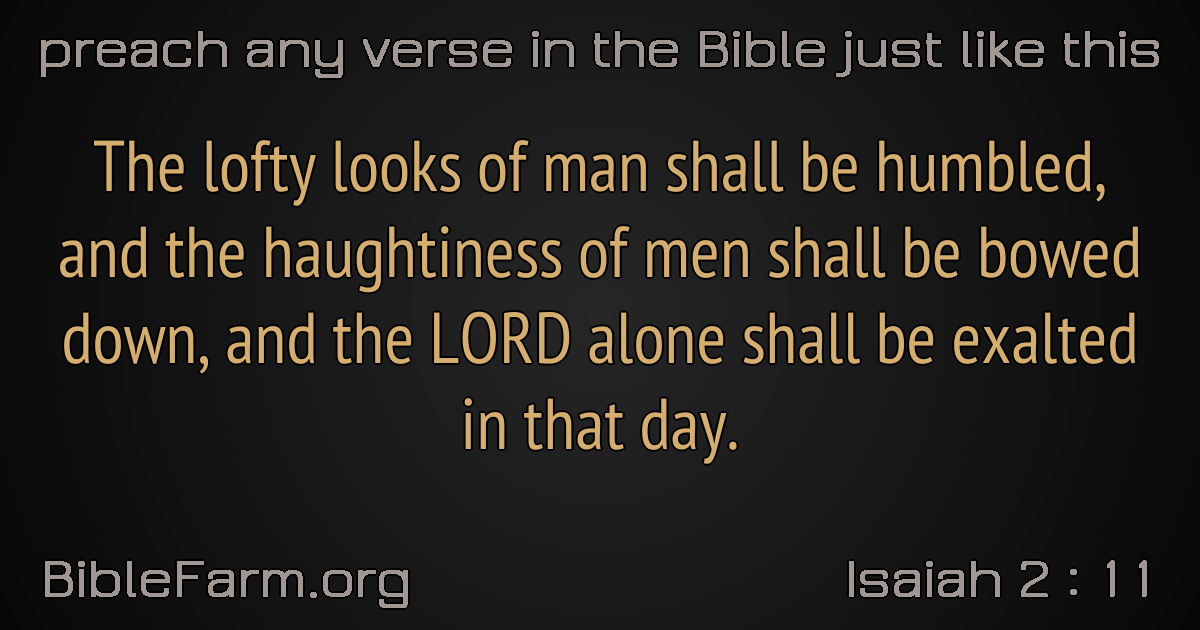 preach any verse in the Bible just like this
The lofty looks of man shall be humbled,
and the haughtiness of men shall be bowed
down, and the LORD alone shall be exalted
in that day.
BibleFarm.org
Isaiah 2 : 11